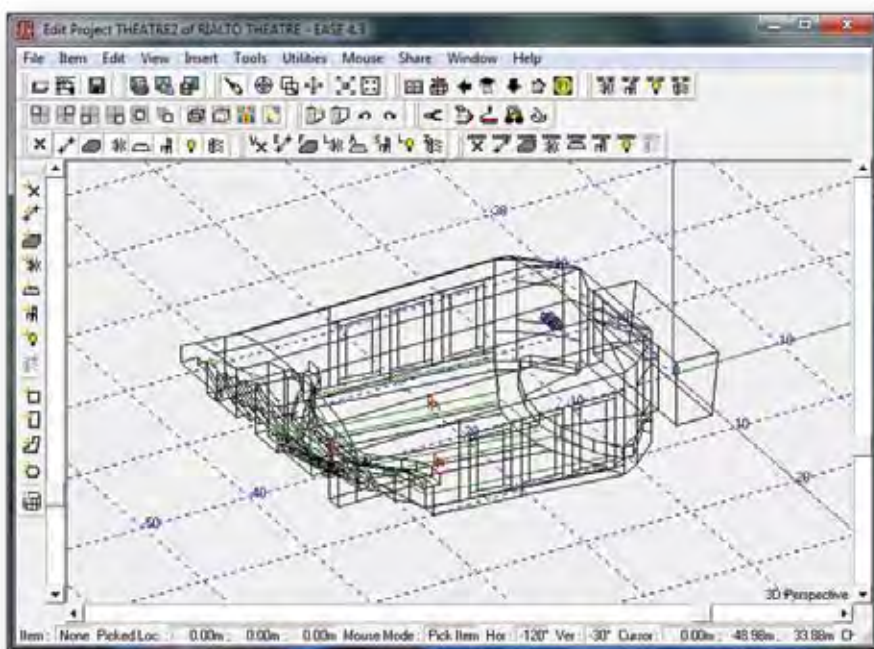 Edit Project THEATRE2 of RIALTO THEATRE - EASE 4.3
File Item Edit View Insert Tools Utilities Mouse Share Window Help
-30
10
-10
10
-20
-20
-40
-50
3D Perspective
Item : None Picked Loc : 0.00m ; 0.00m ; 0.00m Mouse Mode : Pick Item Hor : -120° Ver : -30° Cursor : 0.00m ; -48.98m , 33.88m Cr